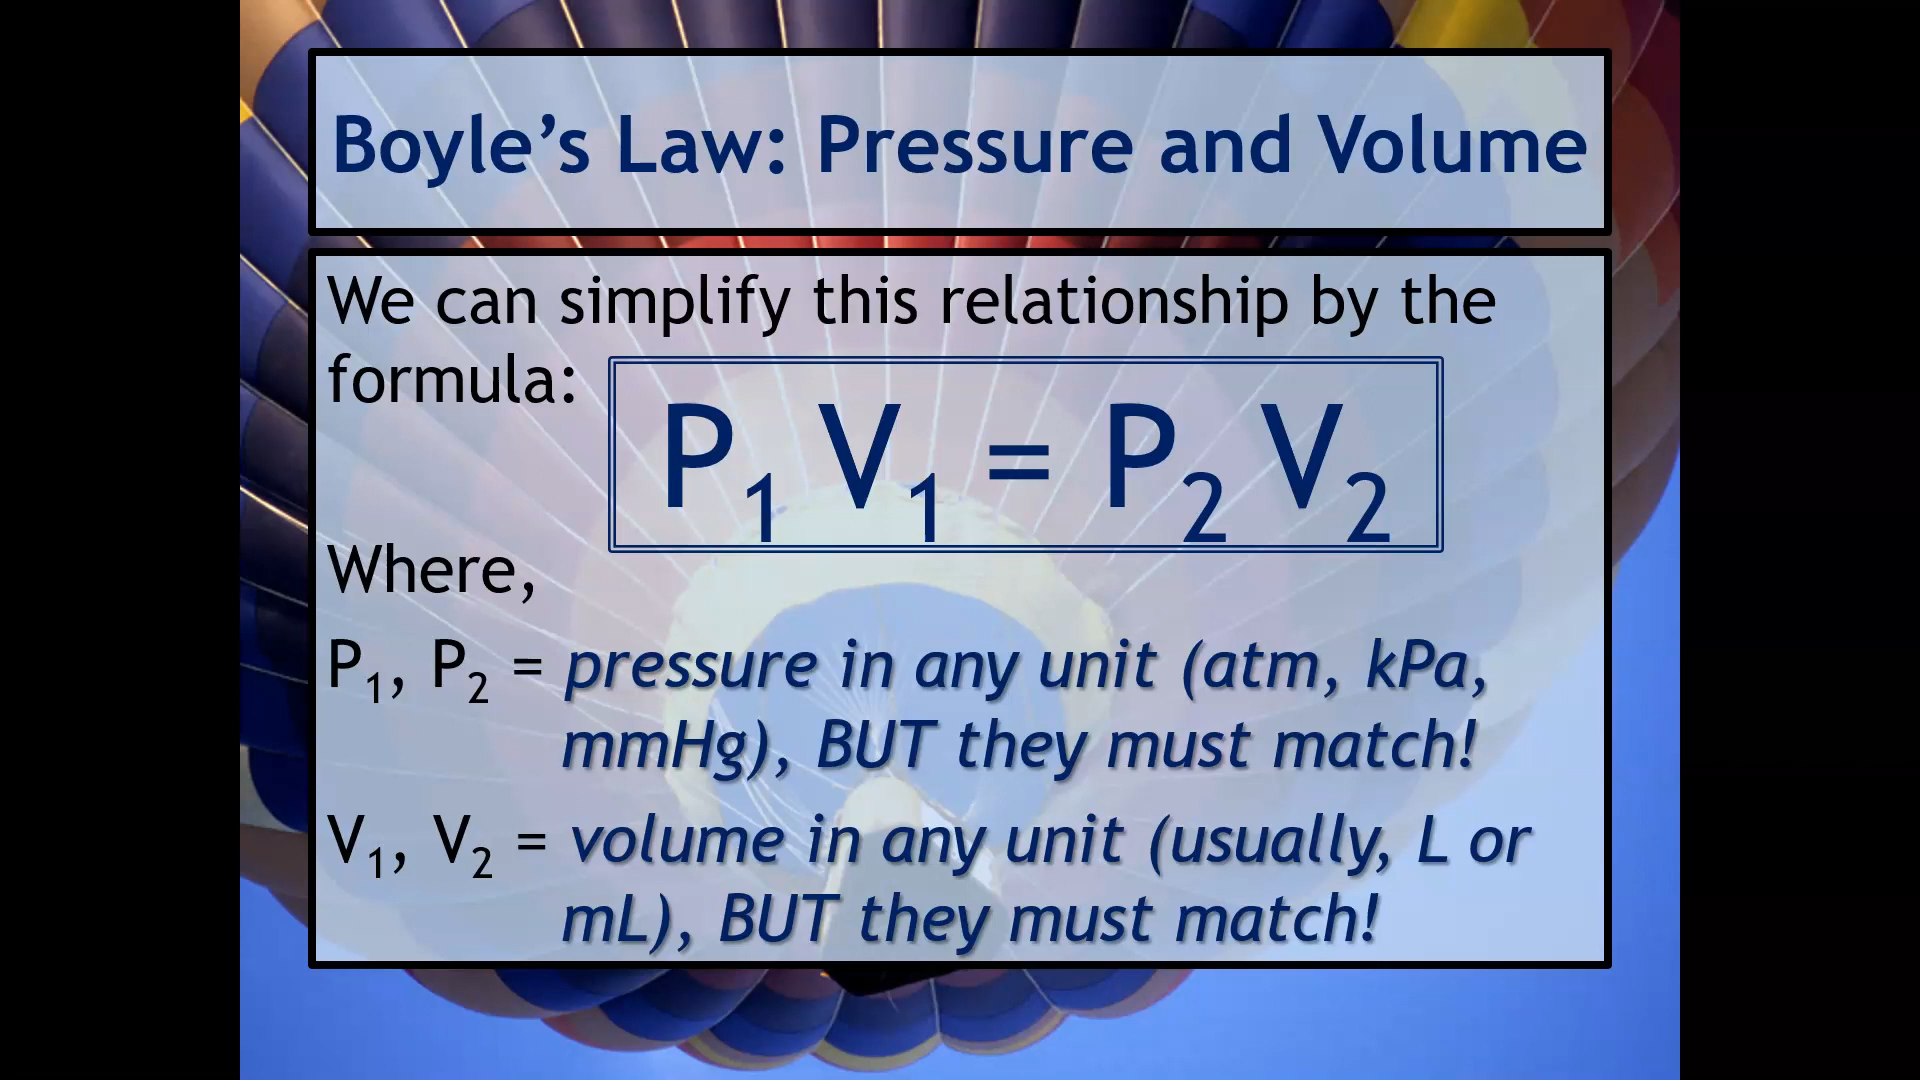 Boyle’s Law: Pressure and Volume
We can simplify this relationship by the
formula:
P₁ V₁ = P₂ V₂
Where,
P₁, P₂ = pressure in any unit (atm, kPa,
mmHg), BUT they must match!
V₁, V₂ = volume in any unit (usually, L or
mL), BUT they must match!